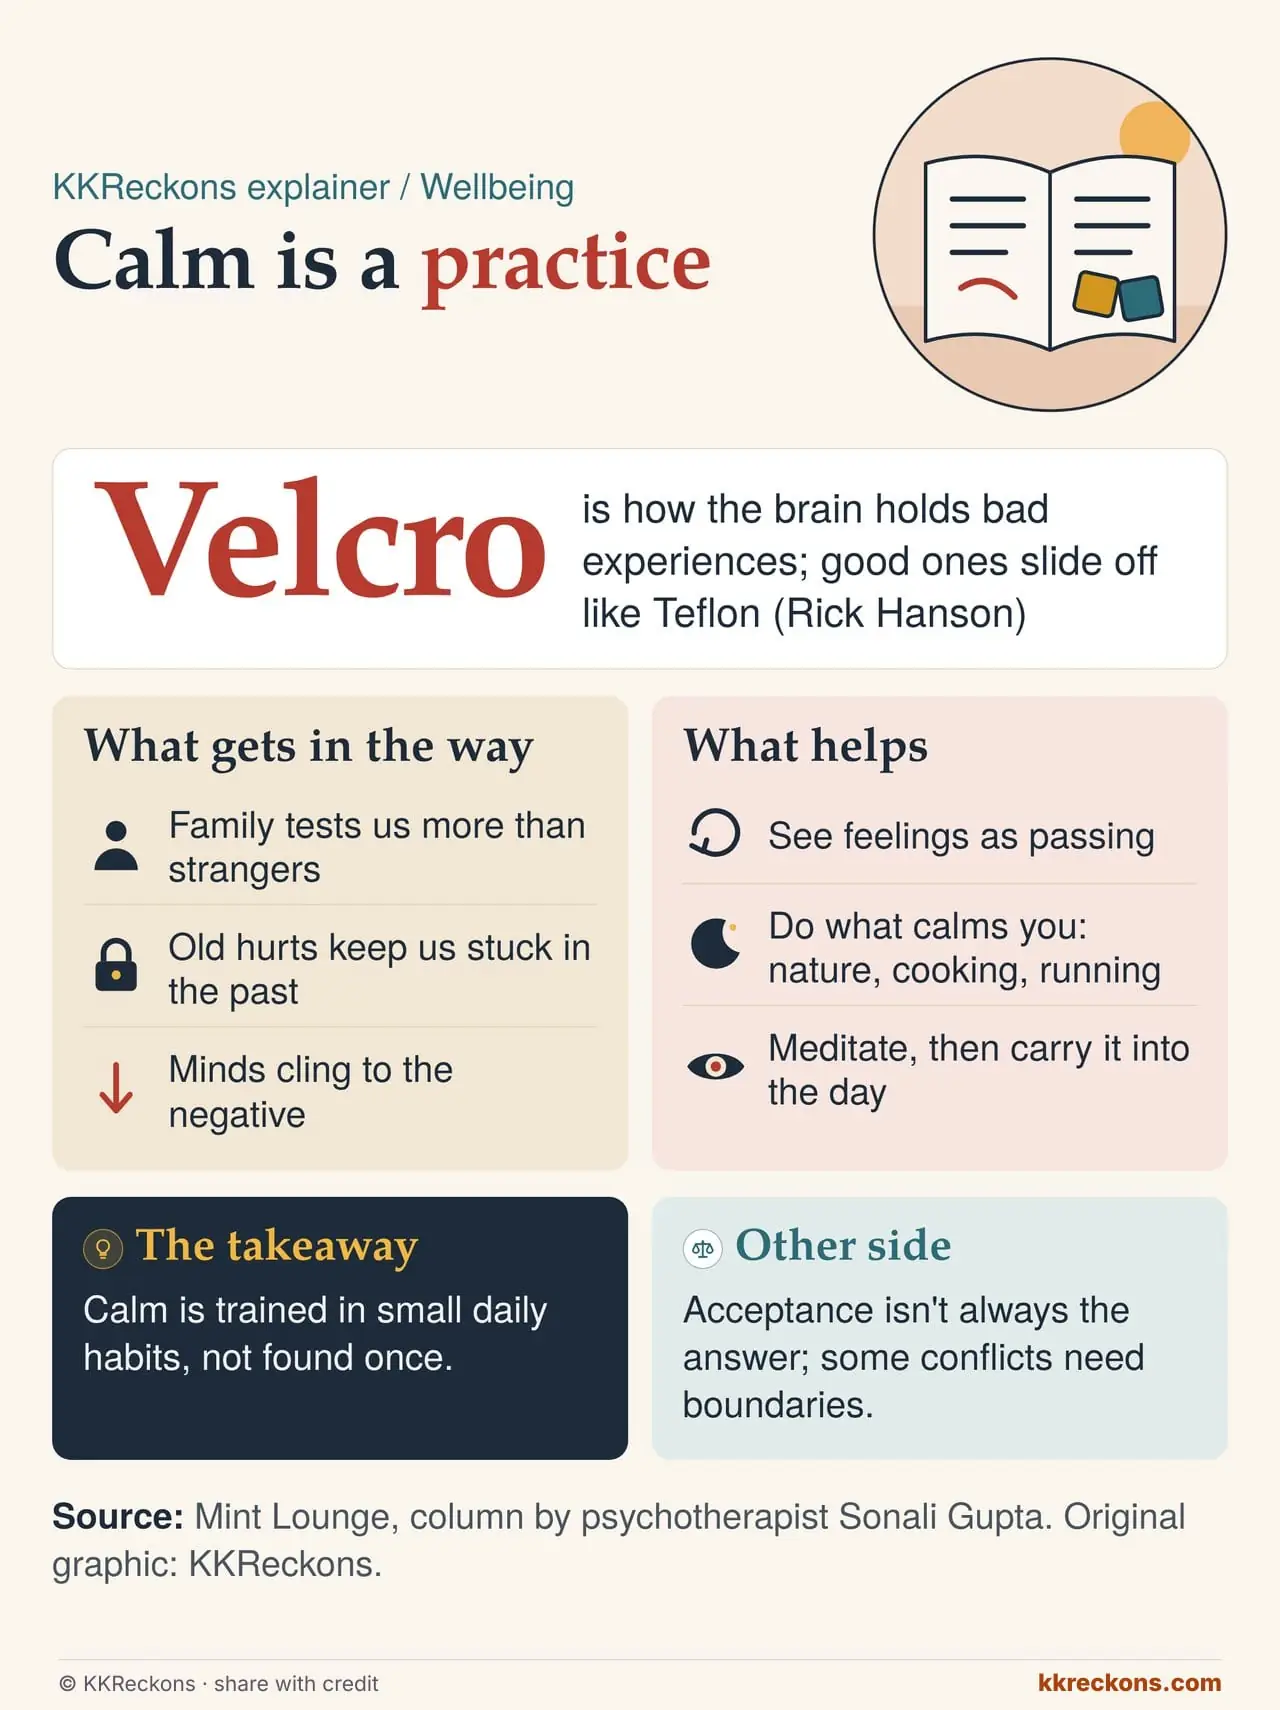 KKReckons explainer / Wellbeing
Calm is a practice
Velcro
is how the brain holds bad
experiences; good ones slide off
like Teflon (Rick Hanson)
What gets in the way
Family tests us more than
strangers
Old hurts keep us stuck in
the past
Minds cling to the
negative
What helps
See feelings as passing
Do what calms you:
nature, cooking, running
Meditate, then carry it into
the day
The takeaway
Calm is trained in small daily
habits, not found once.
Other side
Acceptance isn't always the
answer; some conflicts need
boundaries.
Source: Mint Lounge, column by psychotherapist Sonali Gupta. Original
graphic: KKReckons.
© KKReckons · share with credit
kkreckons.com